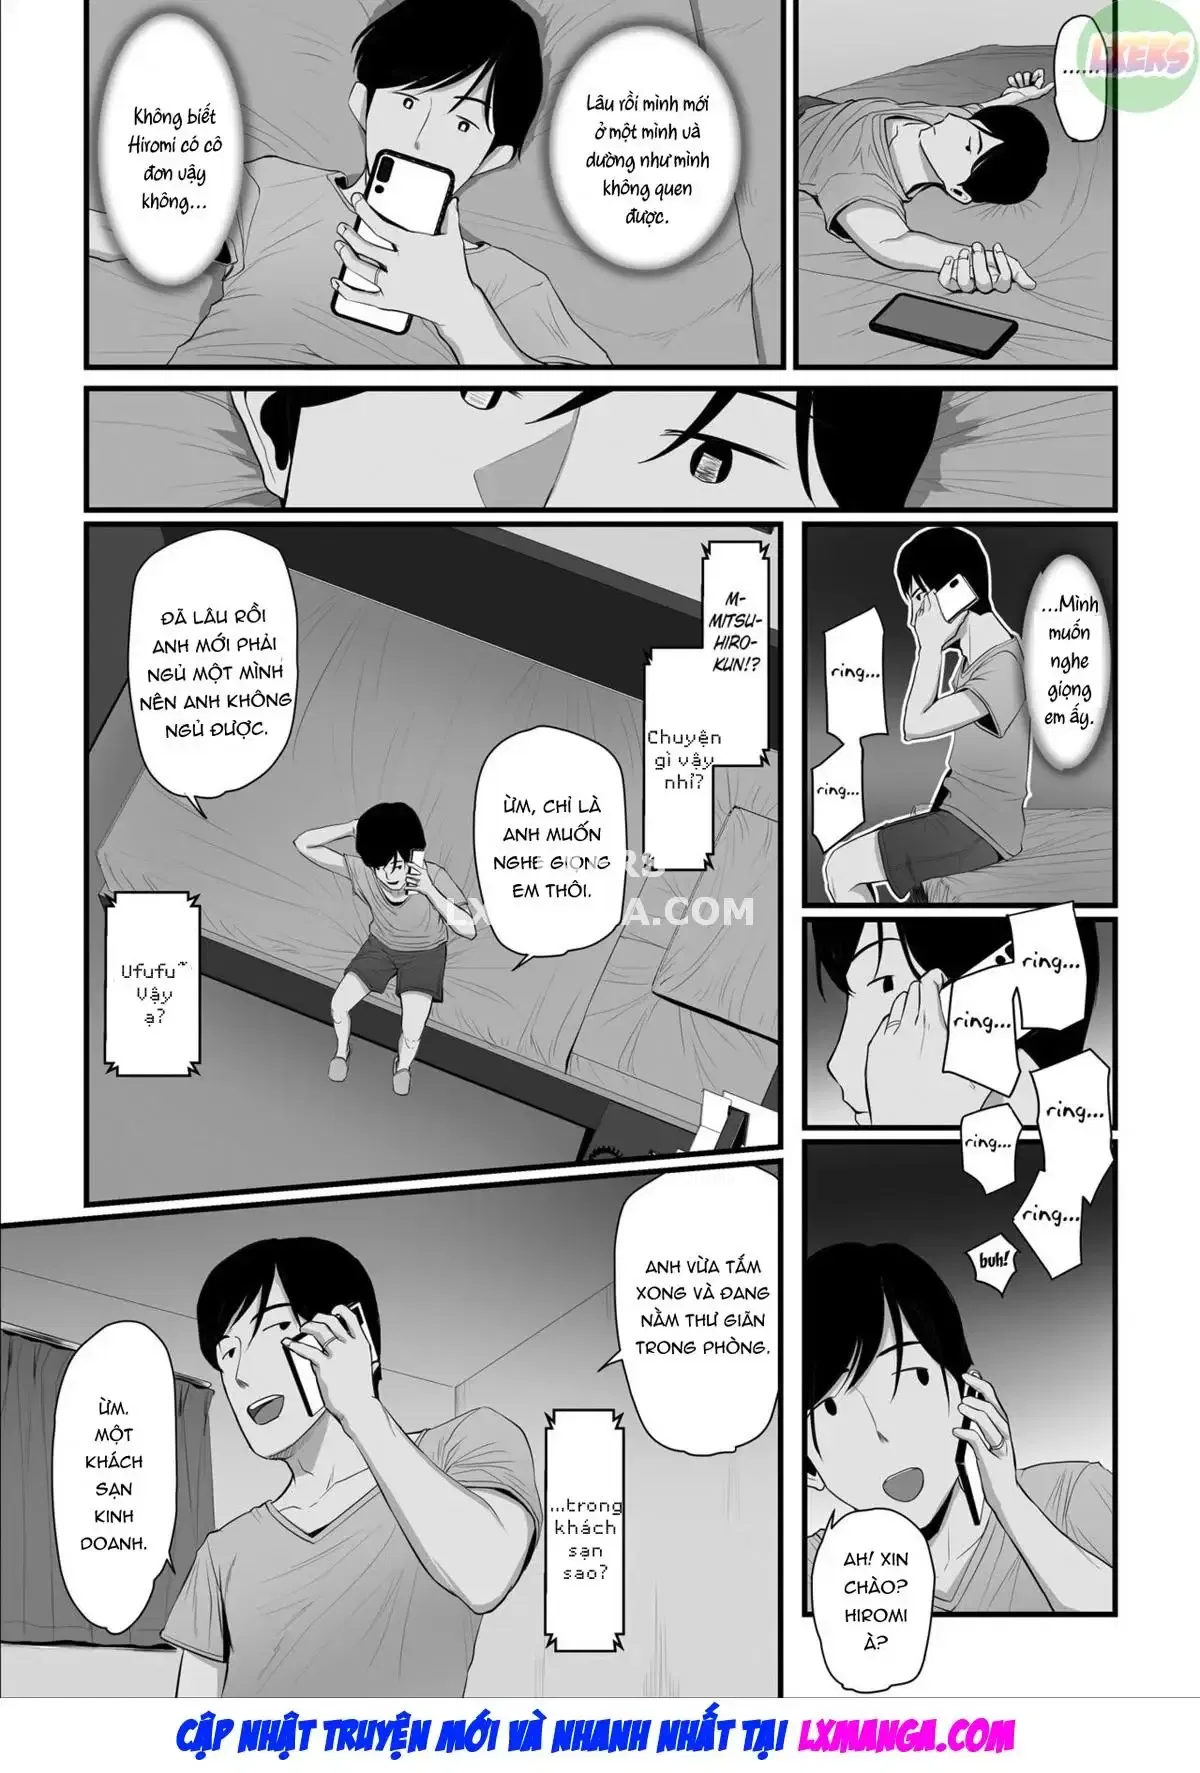 LXERS
........
Lâu rồi mình mới
ở một mình và
dường như mình
không quen
được.
Không biết
Hiromi có cô
đơn vậy
không...
...Mình
muốn
nghe
giọng
em ấy.
ring...
ring...
ring...
ring...
ring...
ring...
ring...
buh!
AH! XIN
CHÀO?
HIROMI
À?
M-
MITSU-
HIRO-
KUN!?
Chuyện
gì vậy
nhỉ?
ỪM, CHỈ LÀ
ANH MUỐN
NGHE GIỌNG
EM THÔI.
ĐÃ LÂU RỒI
ANH MỚI PHẢI
NGỦ MỘT MÌNH
NÊN ANH KHÔNG
NGỦ ĐƯỢC.
Ufufu~
Vậy
ạ?
ANH VỪA TẮM
XONG VÀ ĐANG
NẰM THƯ GIÃN
TRONG PHÒNG.
...trong
khách
sạn
sao?
ỪM.
MỘT
KHÁCH
SẠN
KINH
DOANH.
CẬP NHẬT TRUYỆN MỚI VÀ NHANH NHẤT TẠI LXMANGA.COM